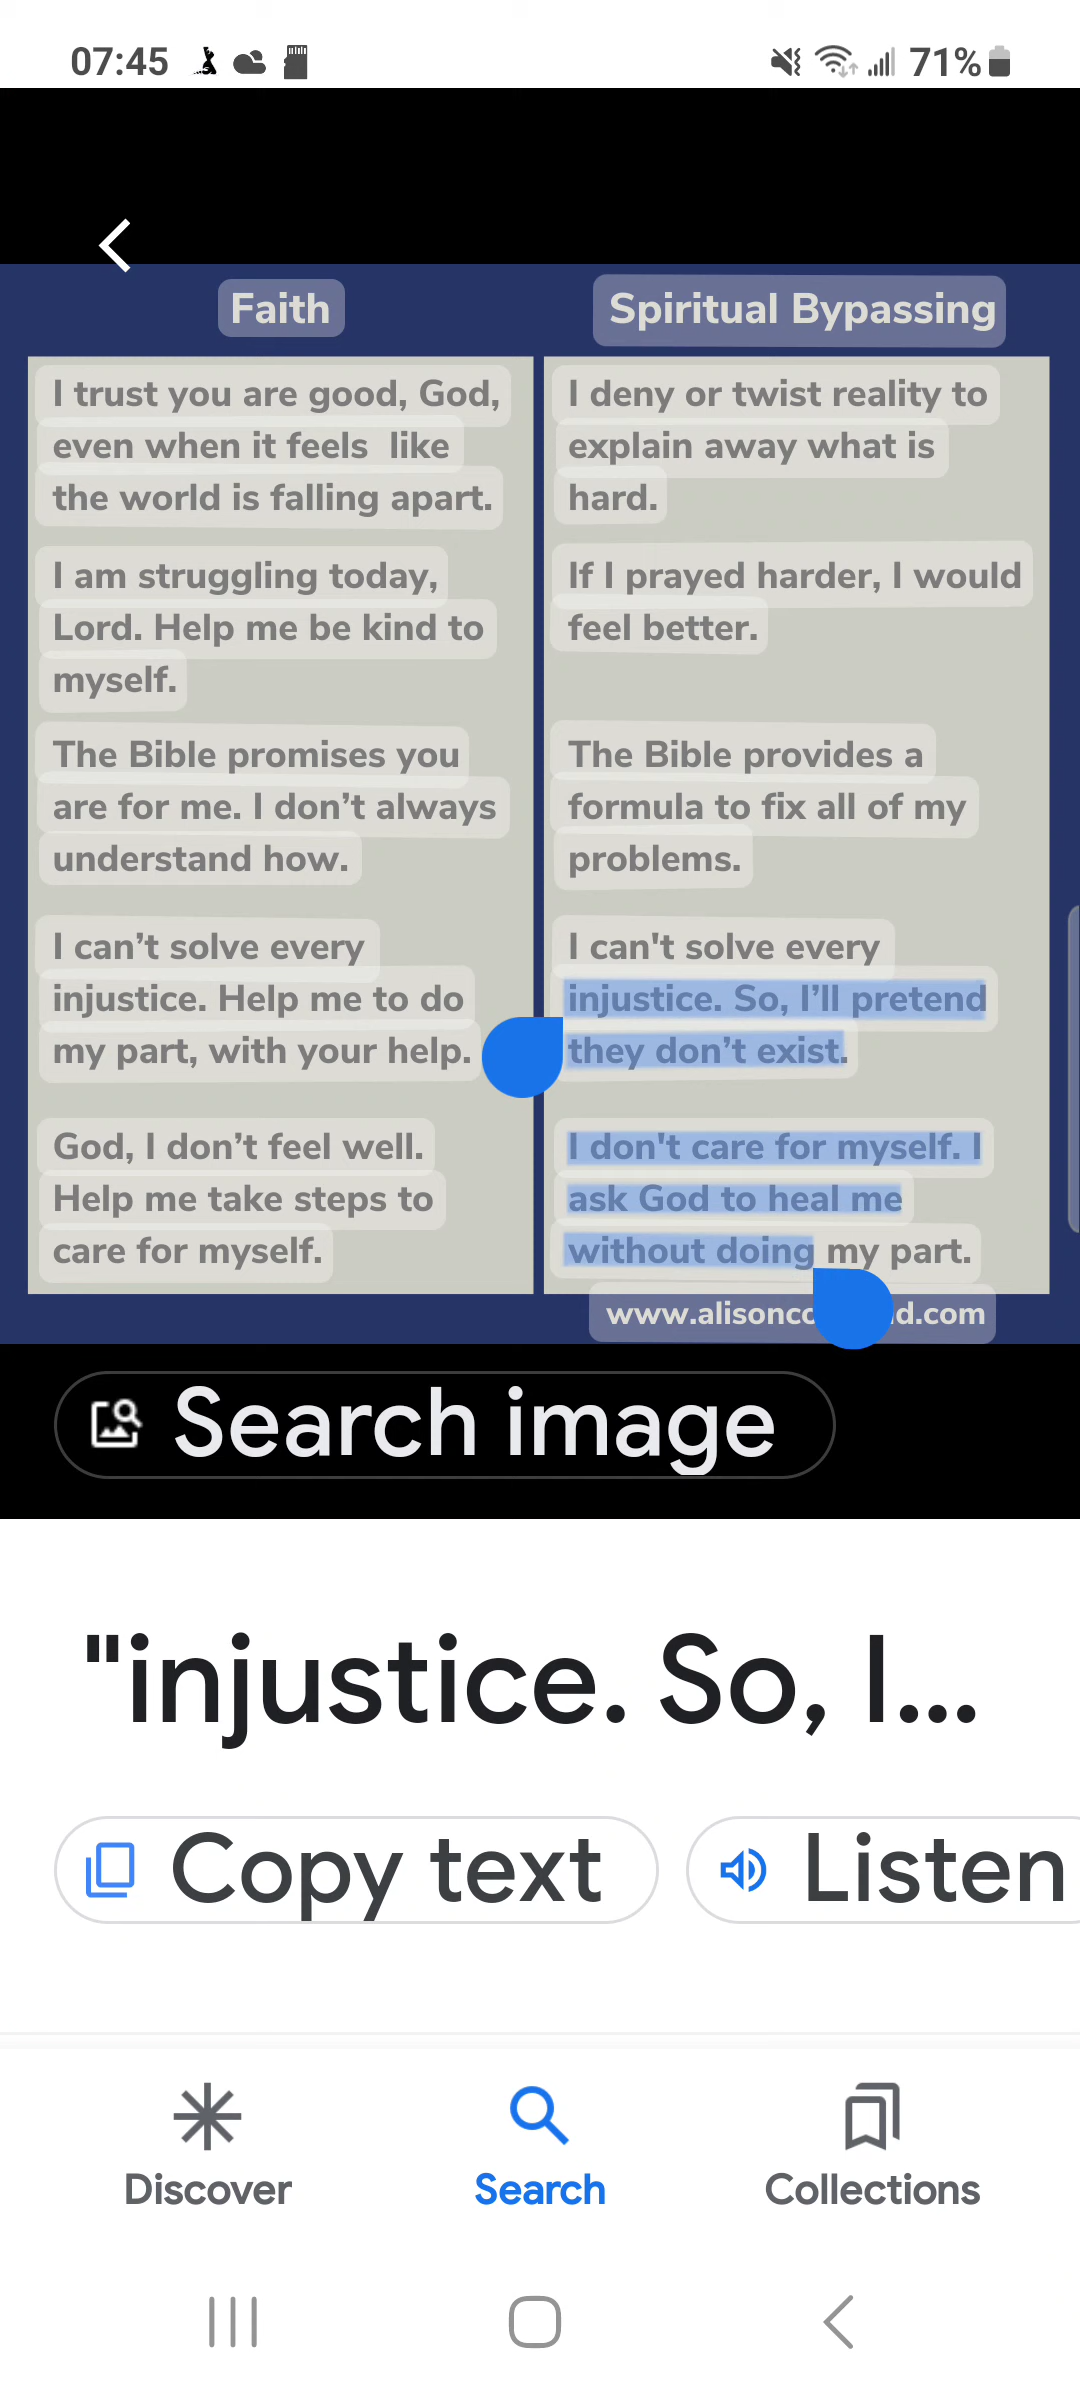 07:45
71%
Faith
Spiritual Bypassing
I trust you are good, God,
even when it feels like
the world is falling apart.
I deny or twist reality to
explain away what is
hard.
I am struggling today,
Lord. Help me be kind to
myself.
If I prayed harder, I would
feel better.
The Bible promises you
are for me. I don’t always
understand how.
The Bible provides a
formula to fix all of my
problems.
I can’t solve every
injustice. Help me to do
my part, with your help.
I can't solve every
injustice. So, I’ll pretend
they don’t exist.
God, I don’t feel well.
Help me take steps to
care for myself.
I don't care for myself. I
ask God to heal me
without doing my part.
Search image
"injustice. So, I...
Copy text
Listen
Discover
Search
Collections